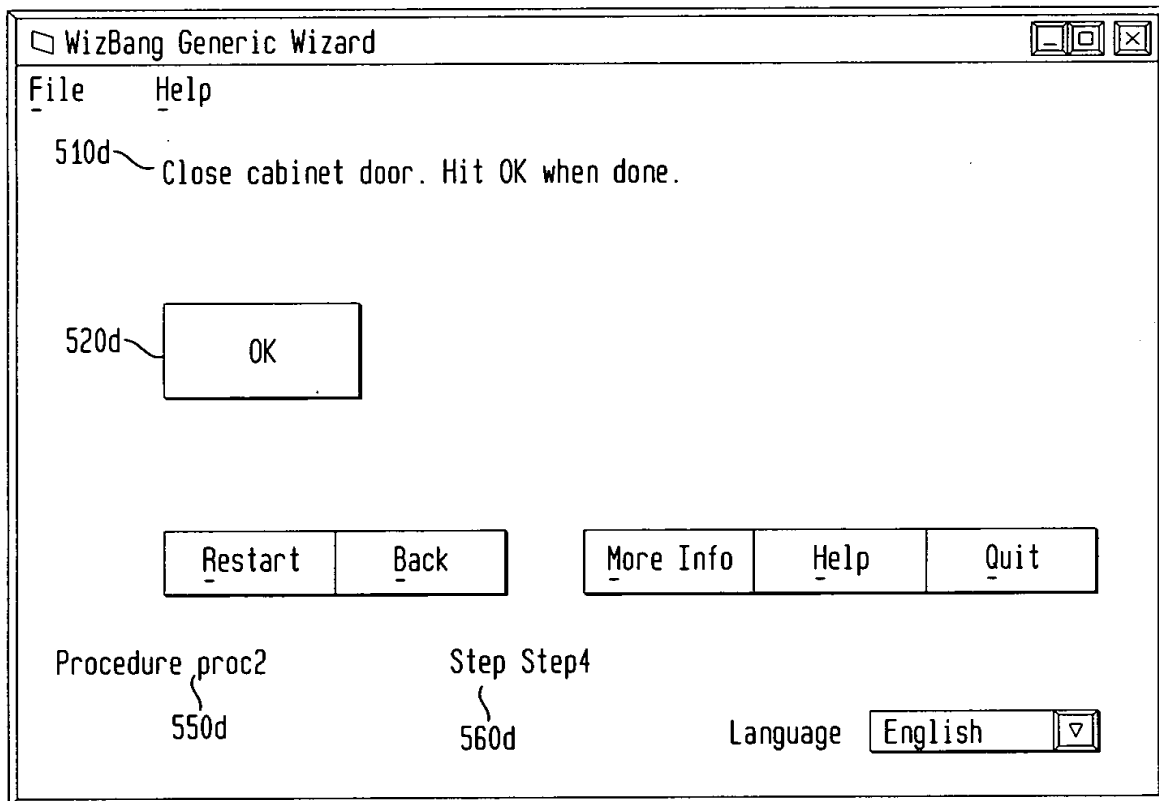 WizBang Generic Wizard
File Help
510d
Close cabinet door. Hit OK when done.
520d
OK
Restart Back More Info Help Quit
Procedure proc2 Step Step4
550d 560d
Language English